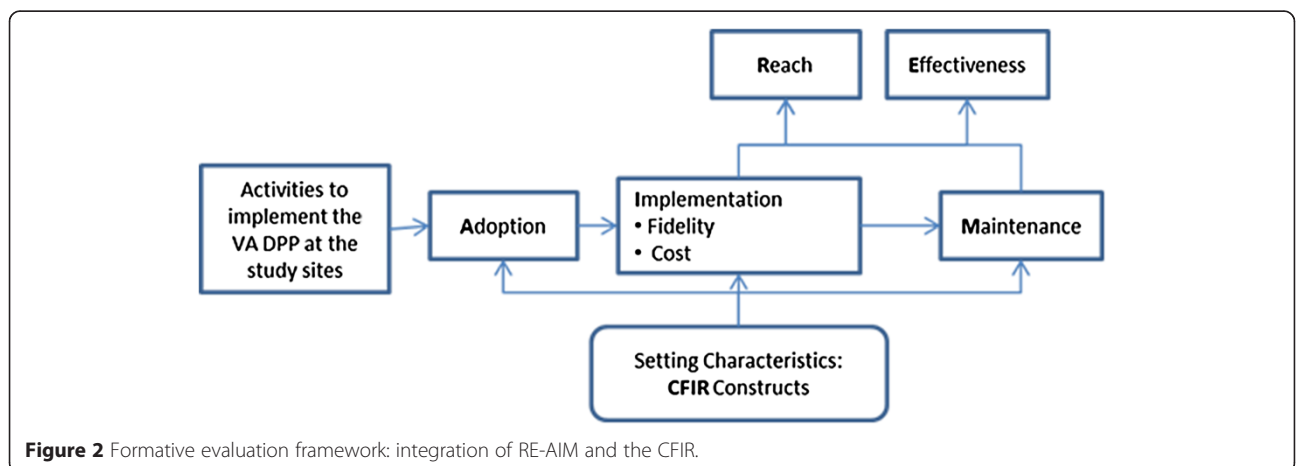 Reach
Effectiveness
Activities to
implement the
VA DPP at the
study sites
Adoption
Implementation
• Fidelity
• Cost
Maintenance
Setting Characteristics:
CFIR Constructs
Figure 2 Formative evaluation framework: integration of RE-AIM and the CFIR.